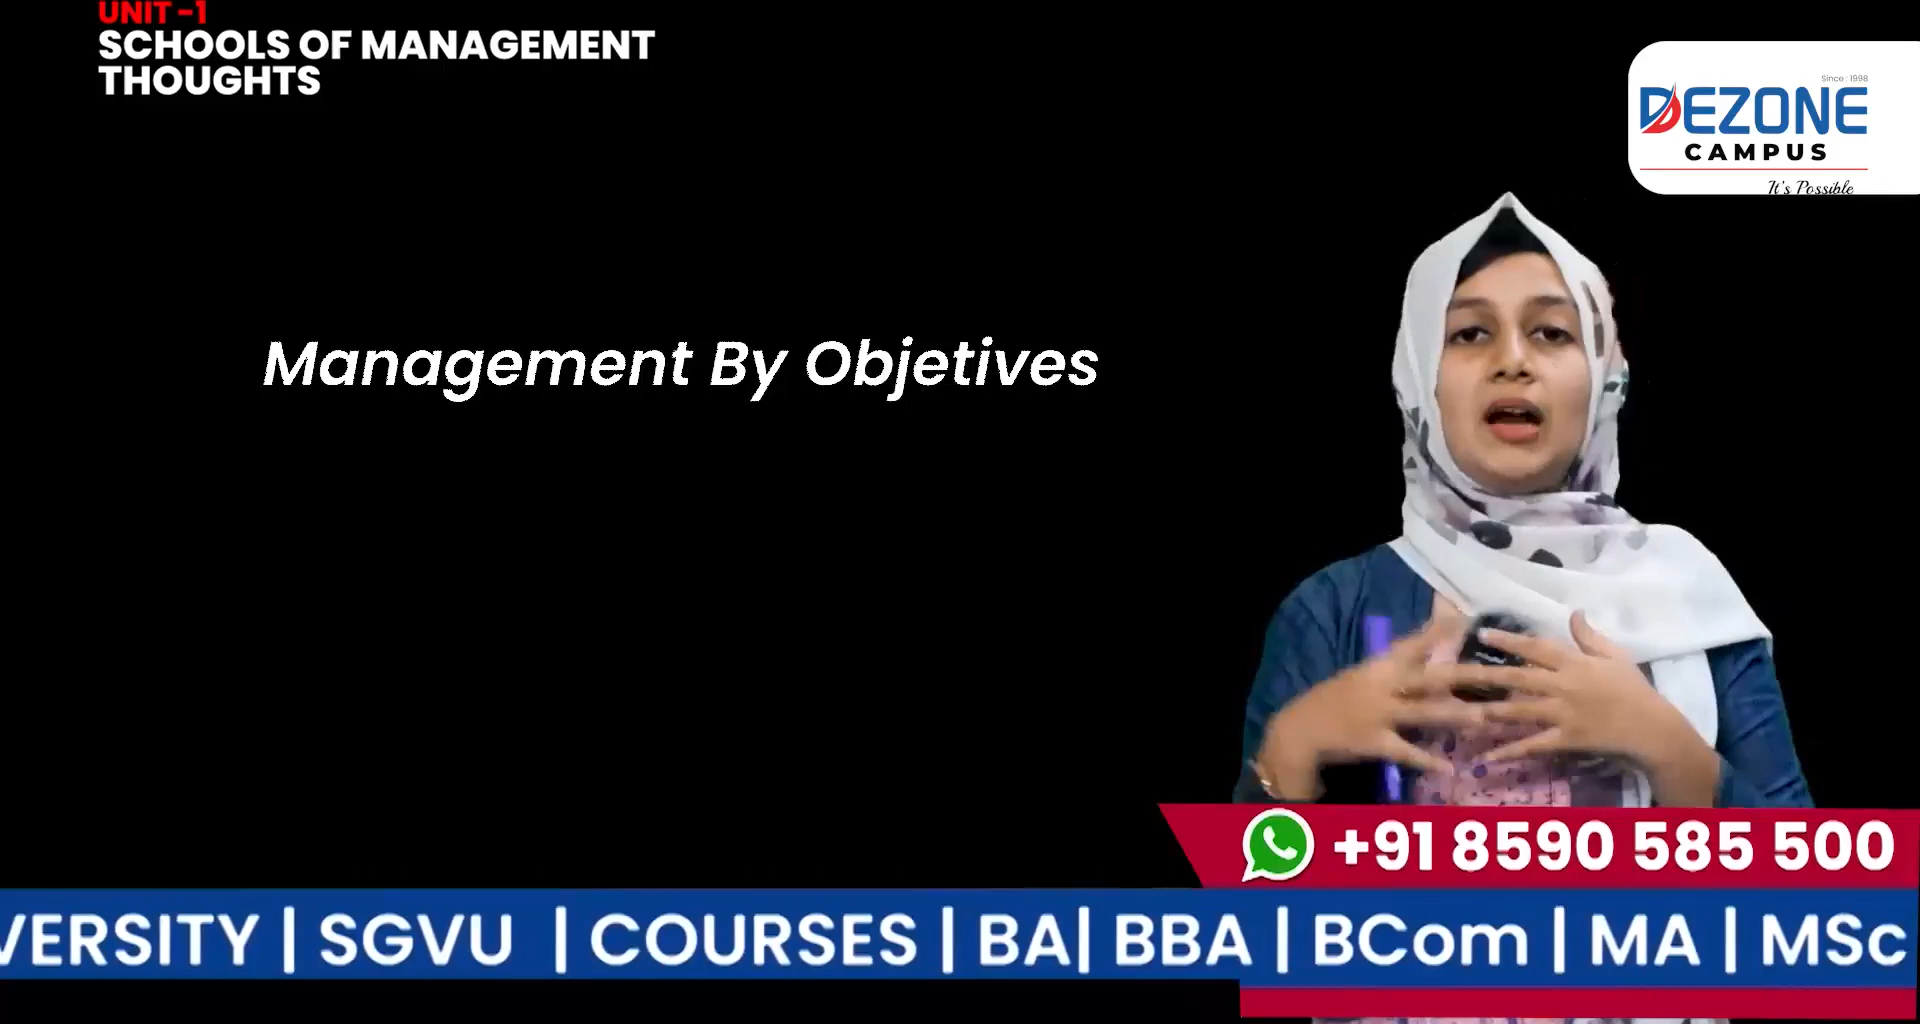 UNIT -1
SCHOOLS OF MANAGEMENT
THOUGHTS
Since : 1998
DEZONE
CAMPUS
It's Possible
Management By Objetives
+91 8590 585 500
VERSITY | SGVU | COURSES | BA| BBA | BCom | MA | MSc